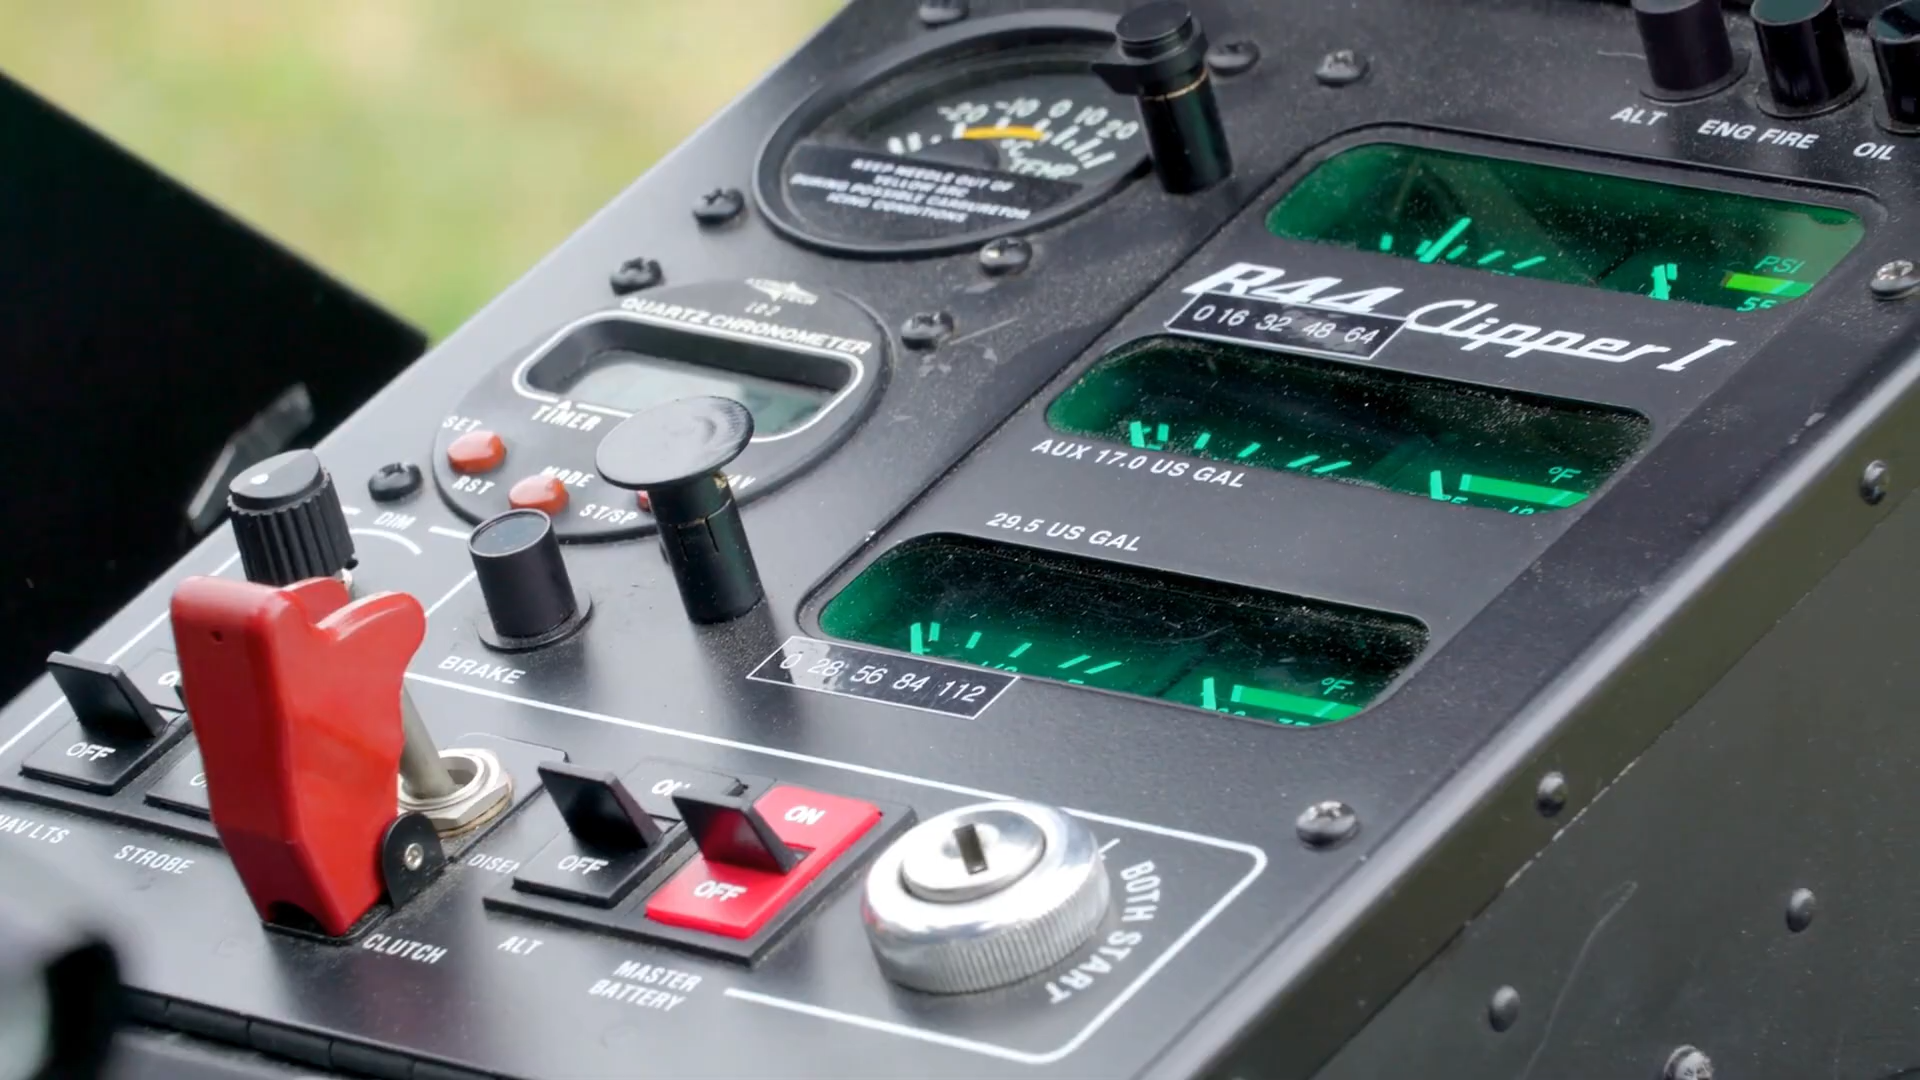 ALT
ENG FIRE
OIL
-20 -10 0 10 20
°C
TEMP
KEEP NEEDLE OUT OF
YELLOW ARC
DURING POSSIBLE CARBURETOR
ICING CONDITIONS
PSI
55
R44 Clipper I
0 16 32 48 64
QUARTZ CHRONOMETER
TIMER
SET
RST
MODE
ST/SP
°F
AUX 17.0 US GAL
29.5 US GAL
DIM
BRAKE
°F
0 28 56 84 112
OFF
NAV LTS
STROBE
CLUTCH
ON
OFF
ALT
ON
OFF
MASTER
BATTERY
BOTH START